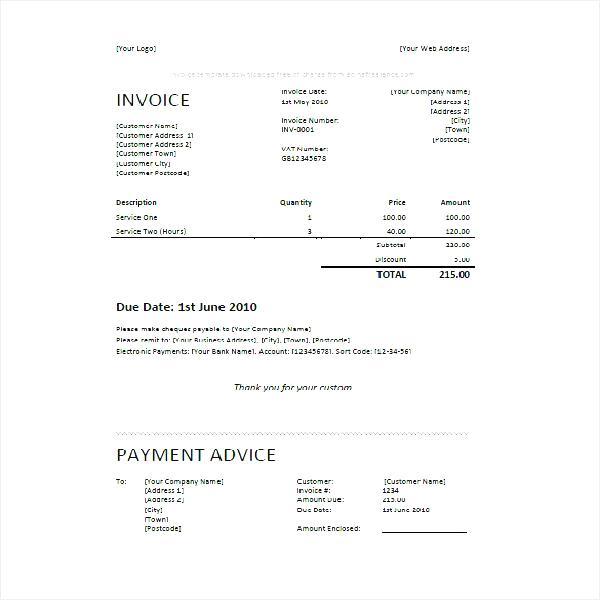 [Your Logo] [Your Web Address]
Invoice template downloaded free of charge from
INVOICE
Invoice Date:
1st May 2010
Invoice Number:
INV-0001
VAT Number:
GB12345678
[Your Company Name]
[Address 1]
[Address 2]
[City]
[Town]
[Postcode]
[Customer Name]
[Customer Address 1]
[Customer Address 2]
[Customer Town]
[Customer City]
[Customer Postcode]
Description Quantity Price Amount
Service One 1 100.00 100.00
Service Two (Hours) 3 40.00 120.00
Subtotal 220.00
Discount 5.00
TOTAL 215.00
Due Date: 1st June 2010
Please make cheques payable to [Your Company Name]
Please remit to: [Your Business Address], [City], [Town], [Postcode]
Electronic Payments: [Your Bank Name], Account: [12345678], Sort Code: [12-34-56]
Thank you for your custom
PAYMENT ADVICE
To: [Your Company Name]
[Address 1]
[Address 2]
[City]
[Town]
[Postcode]
Customer: [Customer Name]
Invoice #: 1234
Amount Due: 215.00
Due Date: 1st June 2010
Amount Enclosed: